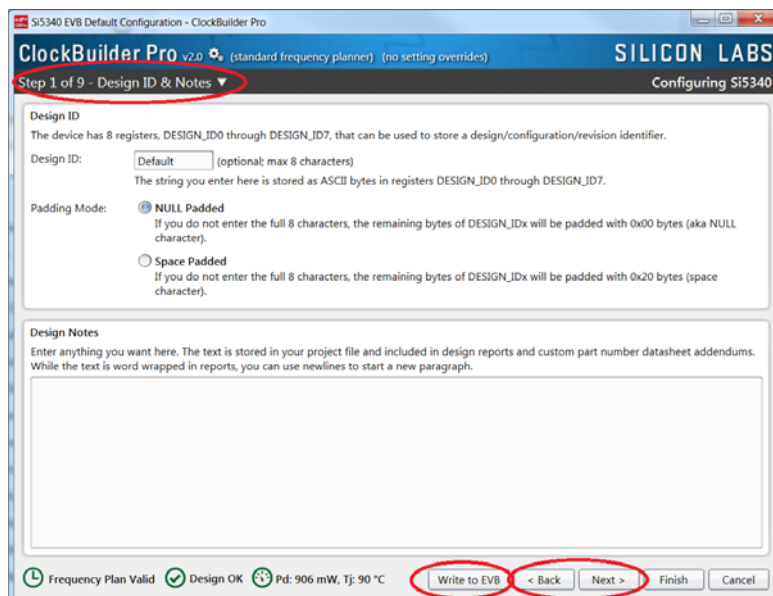 Si5340 EVB Default Configuration - ClockBuilder Pro
ClockBuilder Pro v2.0 (standard frequency planner) (no setting overrides) SILICON LABS
Step 1 of 9 - Design ID & Notes ▼ Configuring Si5340
Design ID
The device has 8 registers, DESIGN_ID0 through DESIGN_ID7, that can be used to store a design/configuration/revision identifier.
Design ID: Default (optional; max 8 characters)
The string you enter here is stored as ASCII bytes in registers DESIGN_ID0 through DESIGN_ID7.
Padding Mode: NULL Padded
If you do not enter the full 8 characters, the remaining bytes of DESIGN_IDx will be padded with 0x00 bytes (aka NULL
character).
Space Padded
If you do not enter the full 8 characters, the remaining bytes of DESIGN_IDx will be padded with 0x20 bytes (space
character).
Design Notes
Enter anything you want here. The text is stored in your project file and included in design reports and custom part number datasheet addendums.
While the text is word wrapped in reports, you can use newlines to start a new paragraph.
Frequency Plan Valid Design OK Pd: 906 mW, Tj: 90 °C Write to EVB < Back Next > Finish Cancel